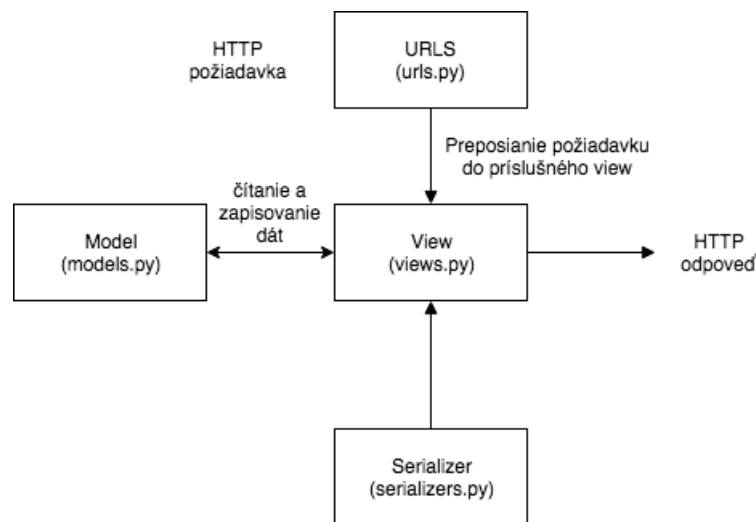 HTTP
požiadavka
URLS
(urls.py)
Preposianie požiadavku
do príslušného view
čítanie a
zapisovanie
dát
Model
(models.py)
View
(views.py)
HTTP
odpoveď
Serializer
(serializers.py)